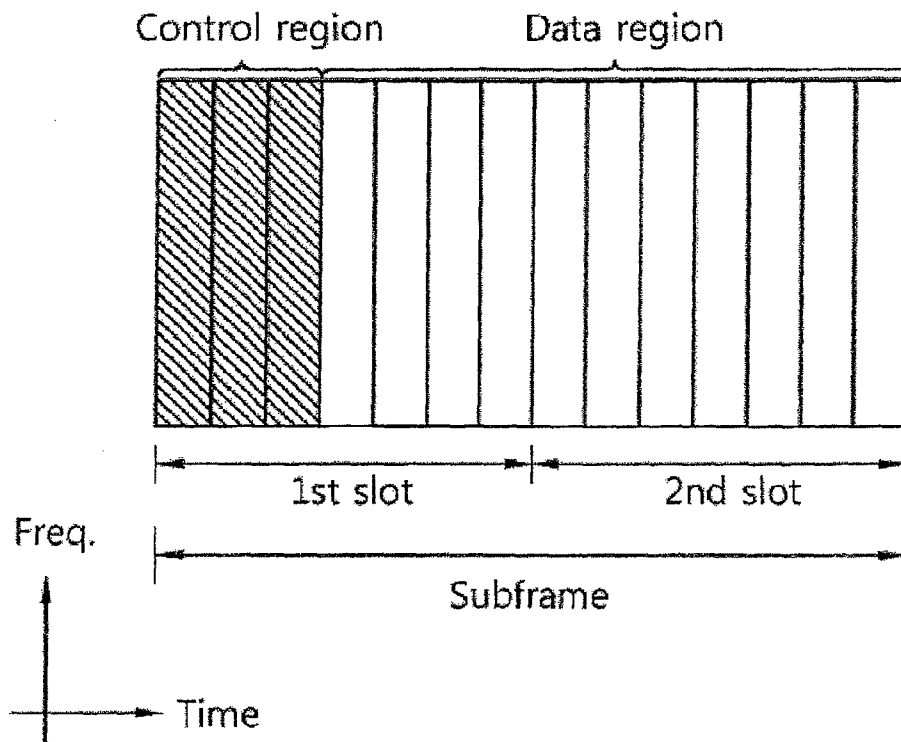 Control region
Data region
1st slot
2nd slot
Freq.
Subframe
Time